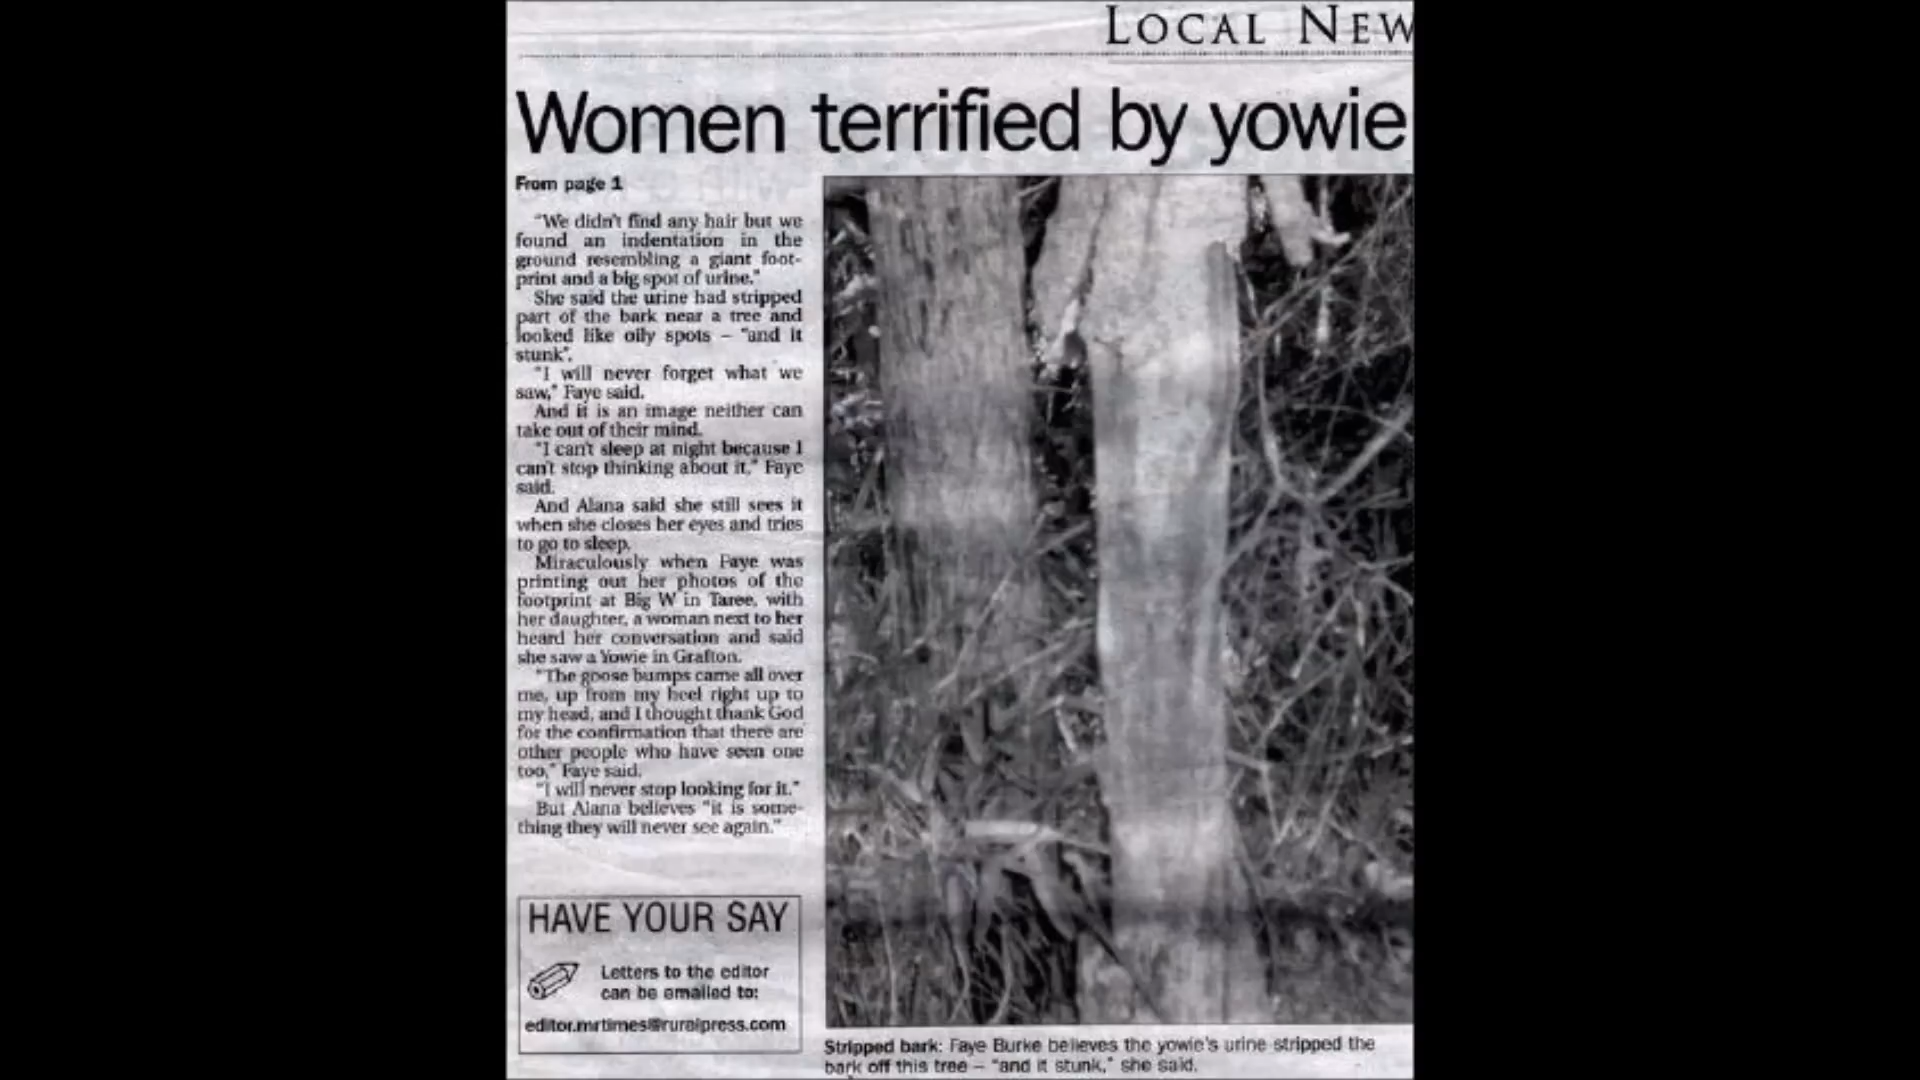 LOCAL NEW
Women terrified by yowie
From page 1
"We didn't find any hair but we
found an indentation in the
ground resembling a giant foot-
print and a big spot of urine."
She said the urine had stripped
part of the bark near a tree and
looked like oily spots – "and it
stunk".
"I will never forget what we
saw," Faye said.
And it is an image neither can
take out of their mind.
"I can't sleep at night because I
can't stop thinking about it," Faye
said.
And Alana said she still sees it
when she closes her eyes and tries
to go to sleep.
Miraculously when Faye was
printing out her photos of the
footprint at Big W in Taree, with
her daughter, a woman next to her
heard her conversation and said
she saw a Yowie in Grafton.
"The goose bumps came all over
me, up from my heel right up to
my head, and I thought thank God
for the confirmation that there are
other people who have seen one
too," Faye said.
"I will never stop looking for it."
But Alana believes "it is some-
thing they will never see again."
HAVE YOUR SAY
Letters to the editor
can be emailed to:
editor.mrtimes@ruralpress.com
Stripped bark: Faye Burke believes the yowie's urine stripped the
bark off this tree – "and it stunk," she said.